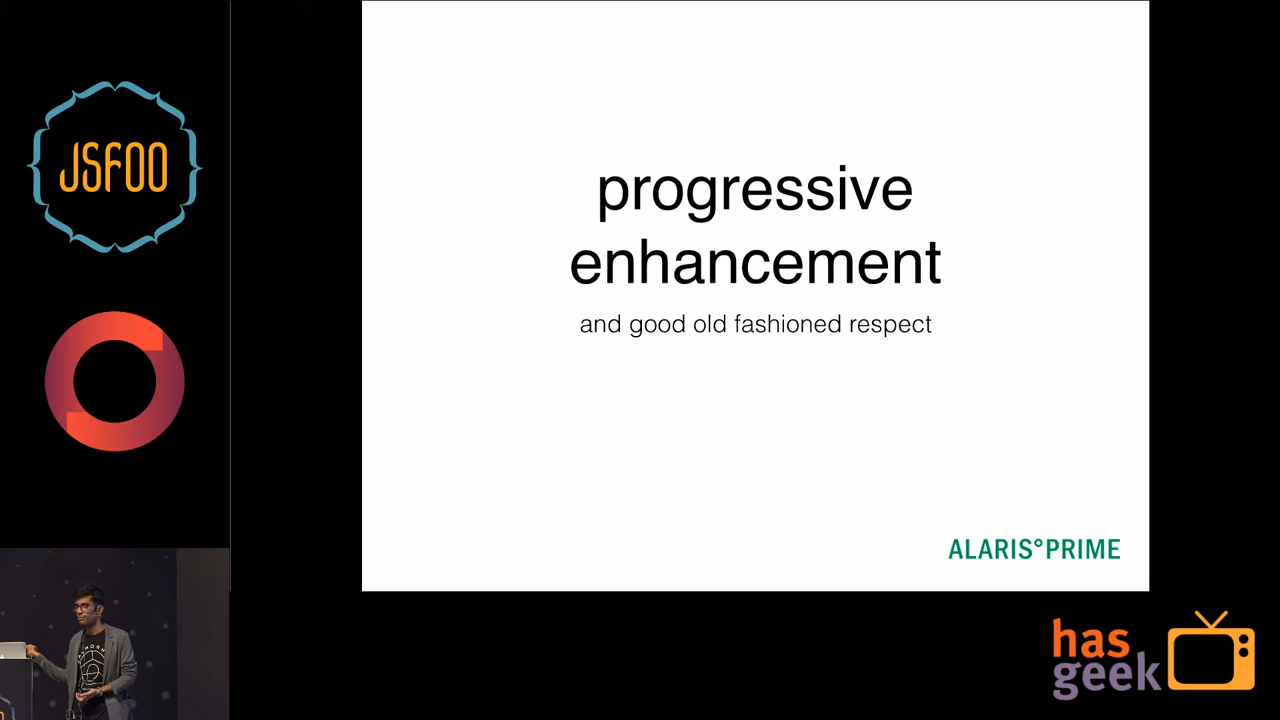 JSFOO
progressive
enhancement
and good old fashioned respect
ALARIS°PRIME
has
geek